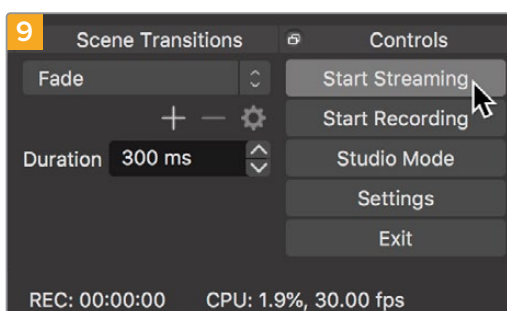 9
Scene Transitions
Controls
Fade
Start Streaming
Start Recording
Duration 300 ms
Studio Mode
Settings
Exit
REC: 00:00:00 CPU: 1.9%, 30.00 fps